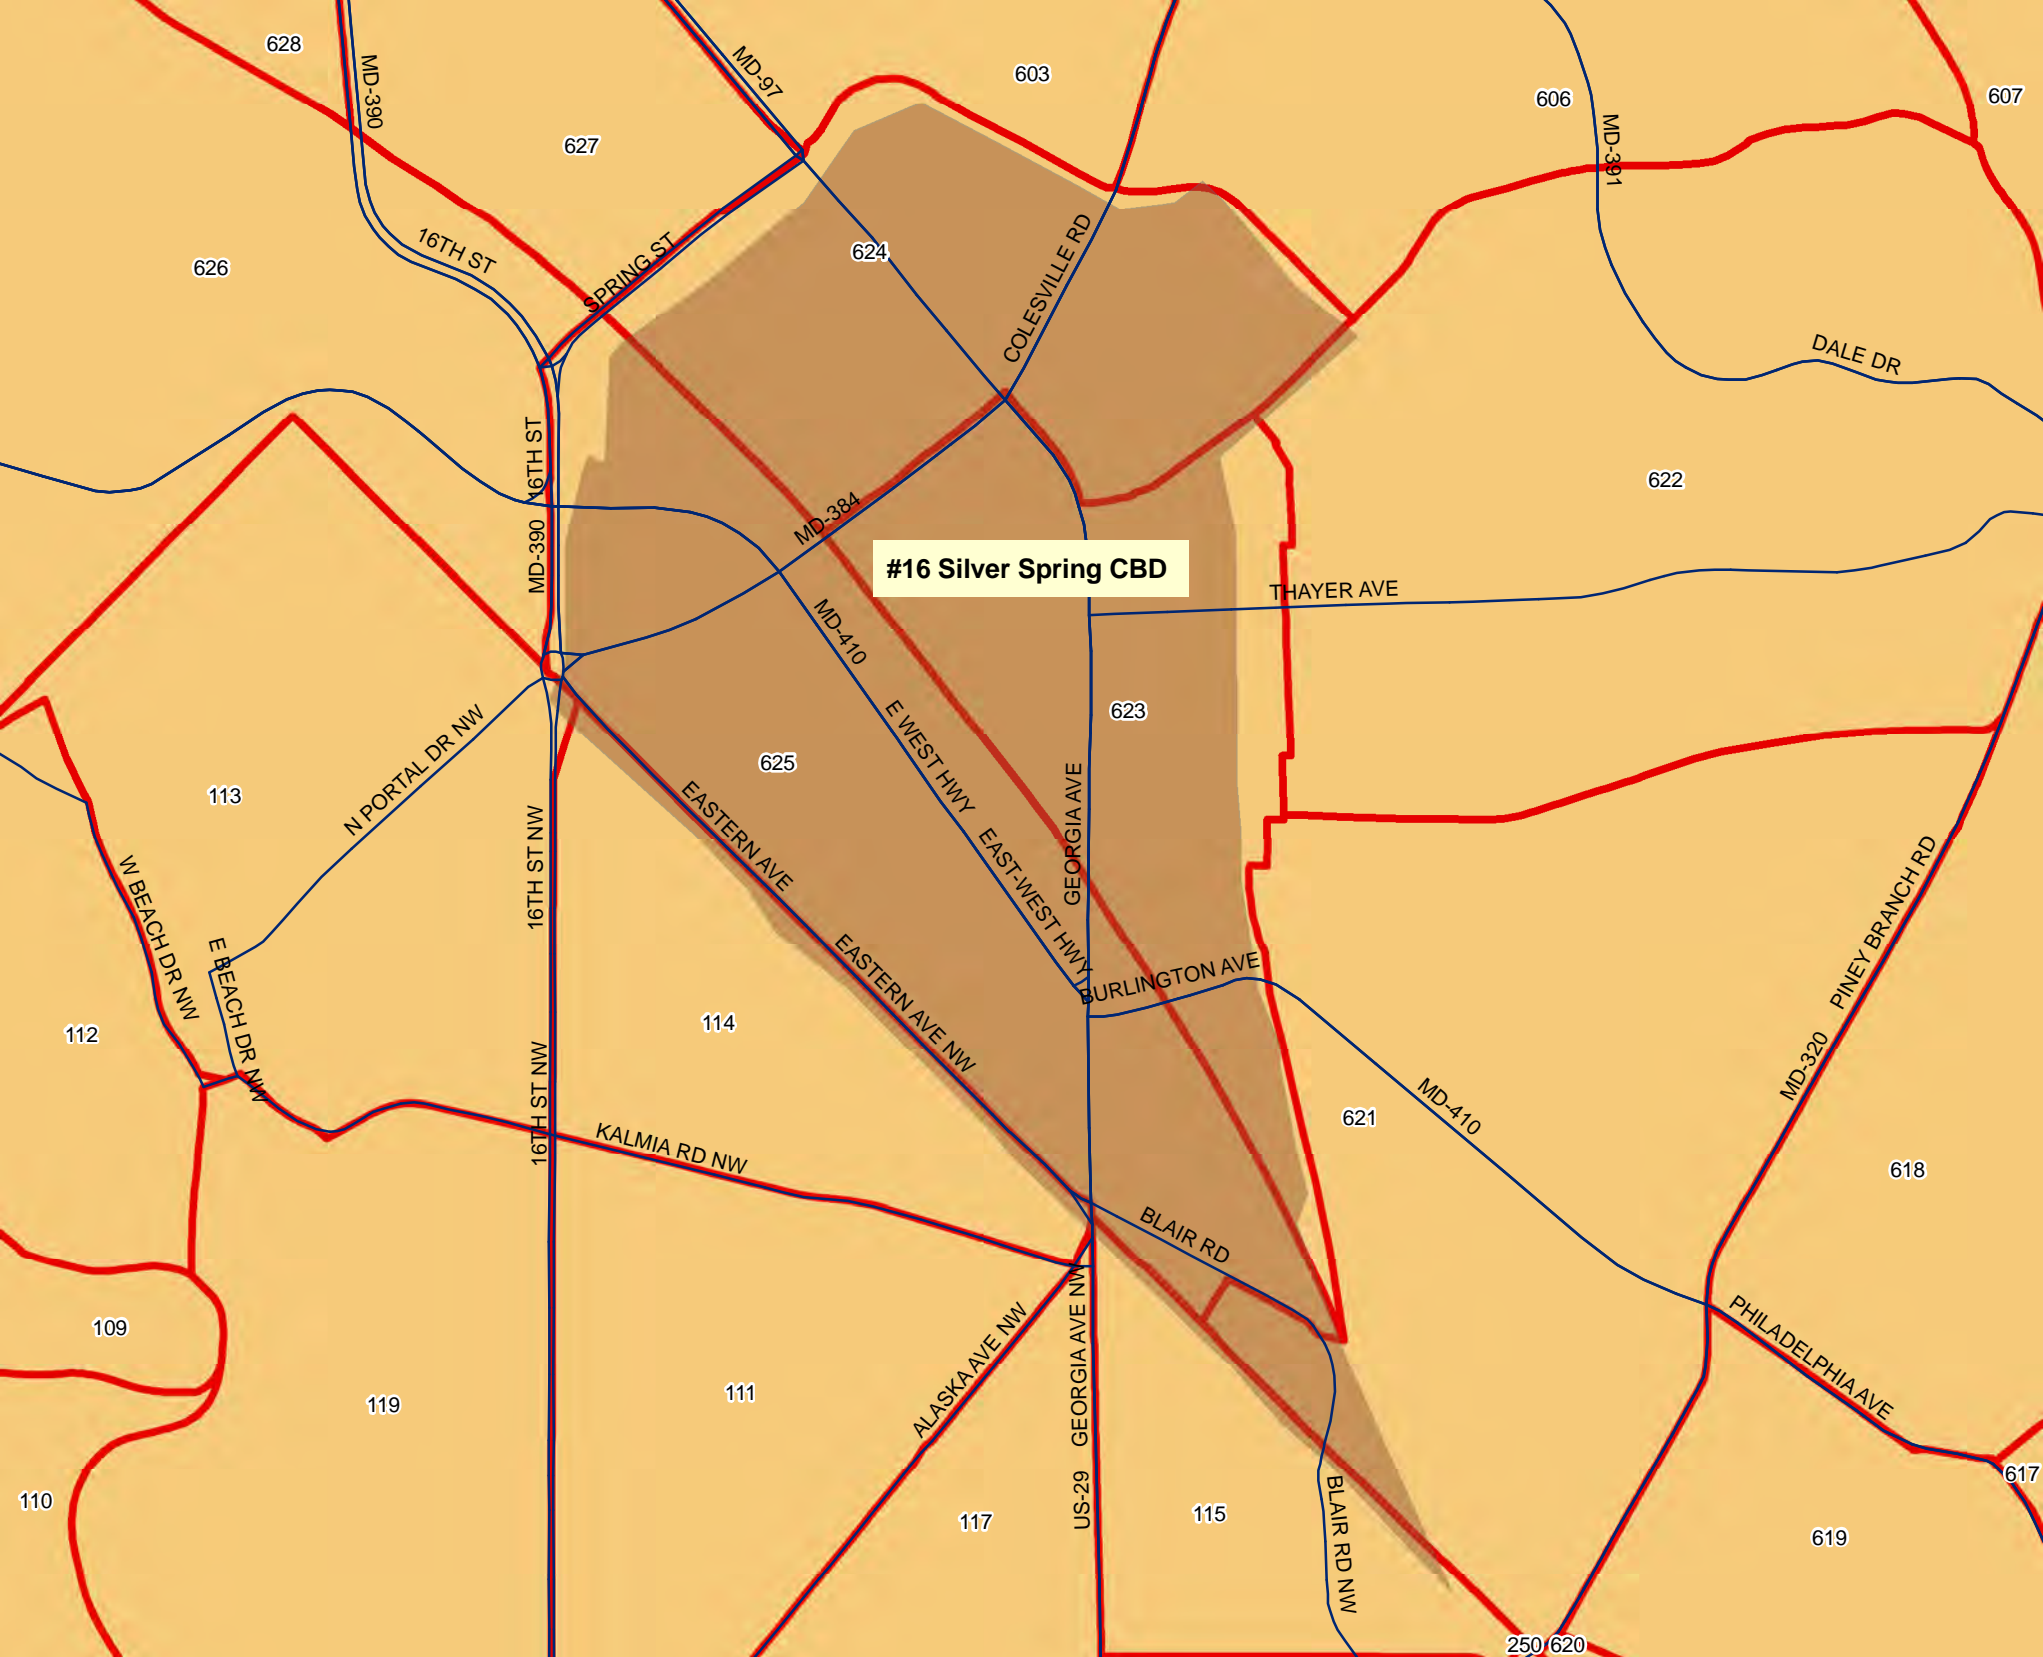 628
MD-390
MD-97
603
606
607
MD-391
627
626
16TH ST
SPRING ST
624
COLESVILLE RD
DALE DR
16TH ST
MD-390
MD-384
622
#16 Silver Spring CBD
THAYER AVE
MD-410
E WEST HWY
623
625
N PORTAL DR NW
113
EASTERN AVE
GEORGIA AVE
16TH ST NW
W BEACH DR NW
E BEACH DR NW
EAST-WEST HWY
PINEY BRANCH RD
EASTERN AVE NW
BURLINGTON AVE
112
114
MD-320
MD-410
621
16TH ST NW
KALMIA RD NW
618
BLAIR RD
109
GEORGIA AVE NW
ALASKA AVE NW
PHILADELPHIA AVE
119
111
110
117
US-29
115
BLAIR RD NW
617
619
250
620